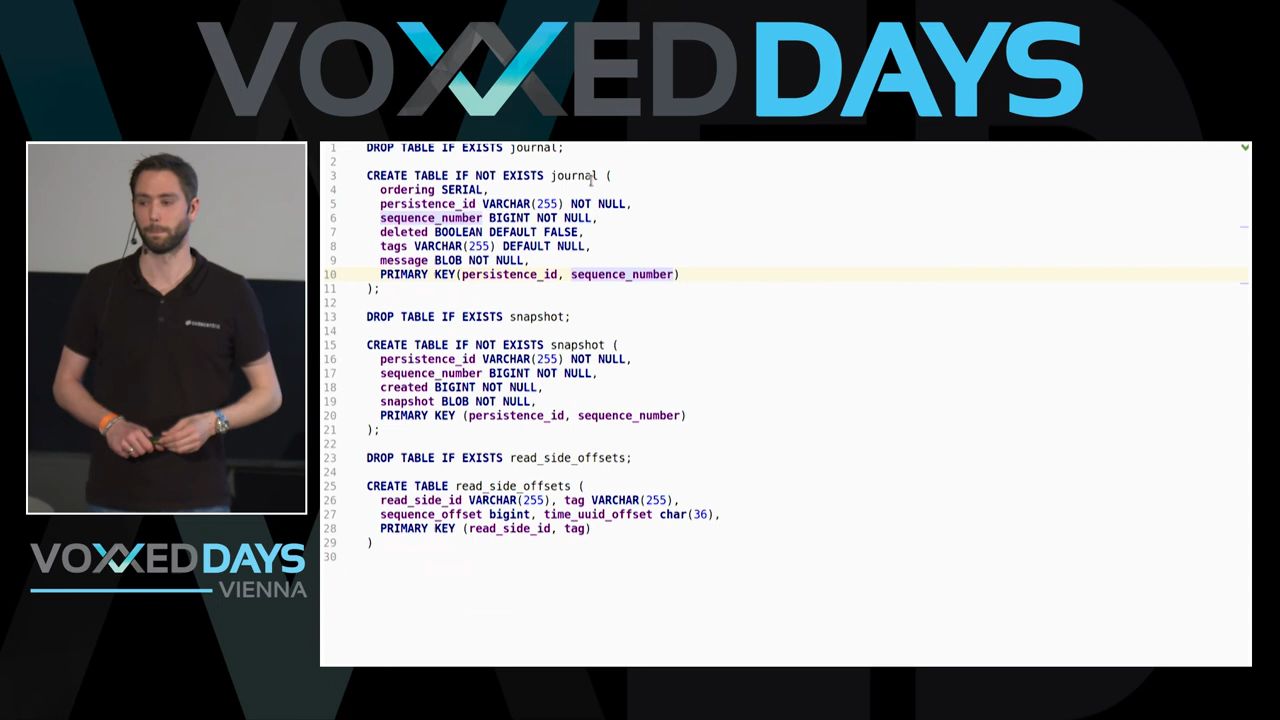 VOXXED DAYS
1 DROP TABLE IF EXISTS journal;
2
3 CREATE TABLE IF NOT EXISTS journal (
4 ordering SERIAL,
5 persistence_id VARCHAR(255) NOT NULL,
6 sequence_number BIGINT NOT NULL,
7 deleted BOOLEAN DEFAULT FALSE,
8 tags VARCHAR(255) DEFAULT NULL,
9 message BLOB NOT NULL,
10 PRIMARY KEY(persistence_id, sequence_number)
11 );
12
13 DROP TABLE IF EXISTS snapshot;
14
15 CREATE TABLE IF NOT EXISTS snapshot (
16 persistence_id VARCHAR(255) NOT NULL,
17 sequence_number BIGINT NOT NULL,
18 created BIGINT NOT NULL,
19 snapshot BLOB NOT NULL,
20 PRIMARY KEY (persistence_id, sequence_number)
21 );
22
23 DROP TABLE IF EXISTS read_side_offsets;
24
25 CREATE TABLE read_side_offsets (
26 read_side_id VARCHAR(255), tag VARCHAR(255),
27 sequence_offset bigint, time_uuid_offset char(36),
28 PRIMARY KEY (read_side_id, tag)
29 )
30
VOXXED DAYS
VIENNA